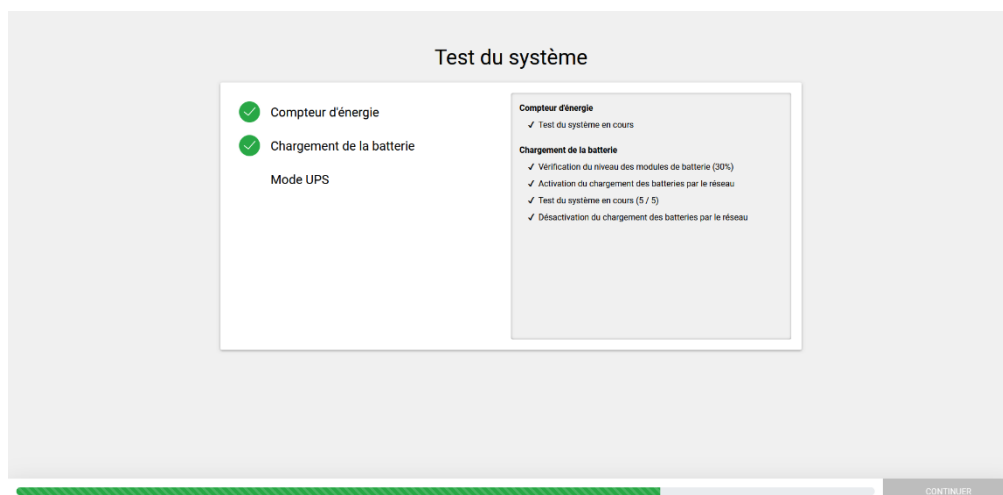 Test du système
Compteur d'énergie
Chargement de la batterie
Mode UPS
Compteur d'énergie
✓ Test du système en cours
Chargement de la batterie
✓ Vérification du niveau des modules de batterie (30%)
✓ Activation du chargement des batteries par le réseau
✓ Test du système en cours (5 / 5)
✓ Désactivation du chargement des batteries par le réseau
CONTINUER